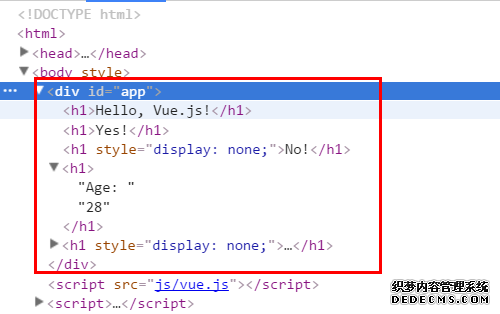 <!DOCTYPE html>
<html>
<head>…</head>
<body style>
<div id="app">
<h1>Hello, Vue.js!</h1>
<h1>Yes!</h1>
<h1 style="display: none;">No!</h1>
<h1>
"Age: "
"28"
</h1>
<h1 style="display: none;">…</h1>
</div>
<script src="js/vue.js"></script>
<script>…</script>
织梦内容管理系统
DEDECMS.COM